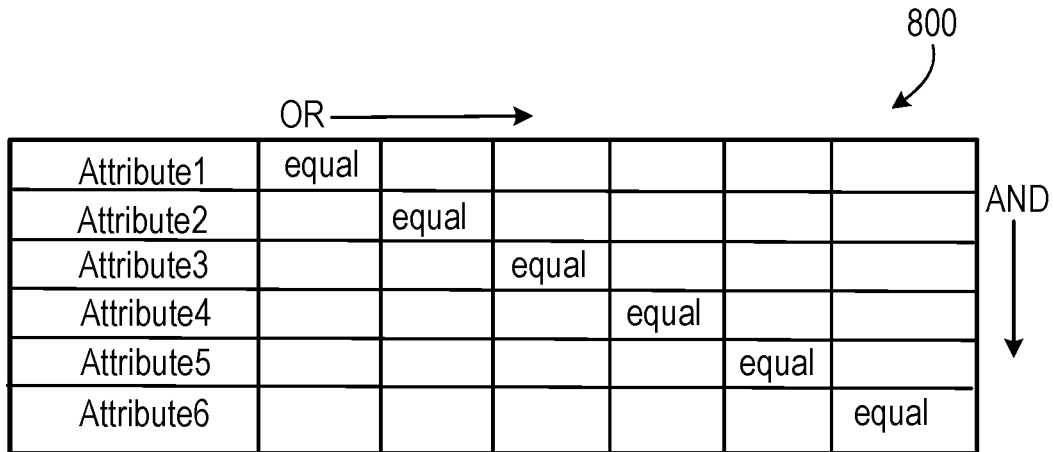 800
OR
Attribute1 equal
AND
Attribute2 equal
Attribute3 equal
Attribute4 equal
Attribute5 equal
Attribute6 equal